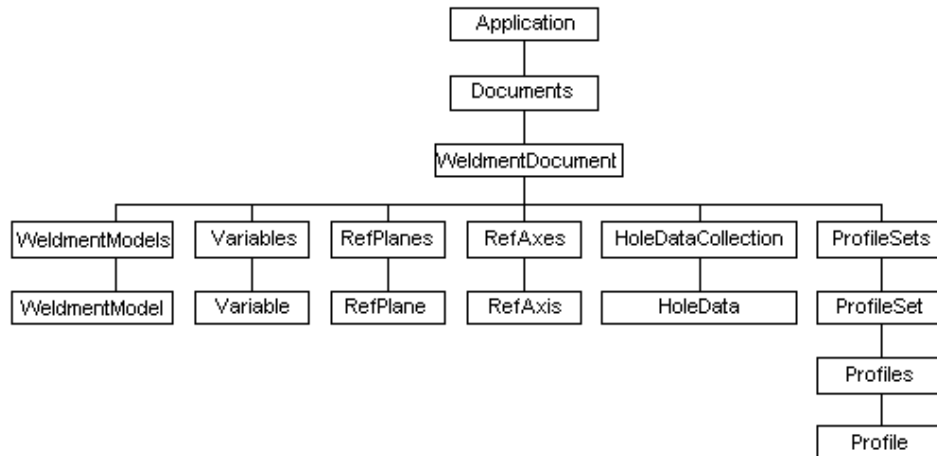 Application
Documents
WeldmentDocument
WeldmentModels Variables RefPlanes RefAxes HoleDataCollection ProfileSets
WeldmentModel Variable RefPlane RefAxis HoleData ProfileSet
Profiles
Profile